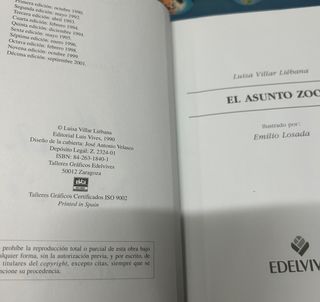 Primera edición: octubre 1990.
Segunda edición: mayo 1992.
Tercera edición: abril 1993.
Cuarta edición: febrero 1994.
Quinta edición: diciembre 1994.
Sexta edición: mayo 1995.
Séptima edición: enero 1996.
Octava edición: febrero 1998.
Novena edición: octubre 1999
Décima edición: septiembre 2001.
© Luisa Villar Liébana
Editorial Luis Vives, 1990
Diseño de la cubierta: José Antonio Velasco
Depósito Legal: Z. 2324-01
ISBN: 84-263-1840-1
Talleres Gráficos Edelvives
50012 Zaragoza
Talleres Gráficos Certificados ISO 9002
Printed in Spain
prohíbe la reproducción total o parcial de esta obra bajo
alquier forma, sin la autorización previa, y por escrito, de
titulares del copyright, excepto citas, siempre que se
encione su procedencia.
Luisa Villar Liébana
EL ASUNTO ZOO
Ilustrado por:
Emilio Losada
EDELVIV